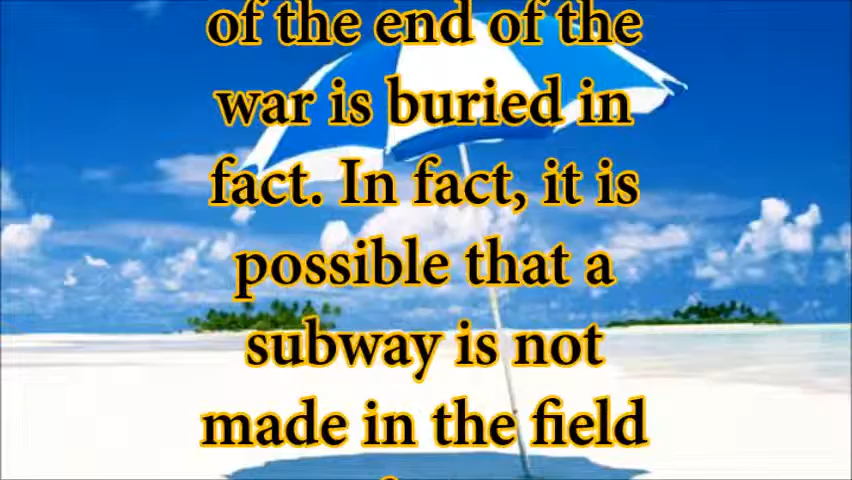 of the end of the
war is buried in
fact. In fact, it is
possible that a
subway is not
made in the field